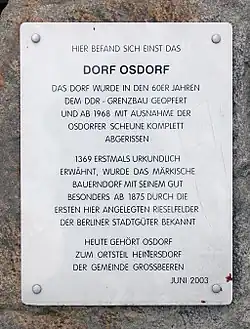 HIER BEFAND SICH EINST DAS
DORF OSDORF
DAS DORF WURDE IN DEN 60ER JAHREN
DEM DDR - GRENZBAU GEOPFERT
UND AB 1968 MIT AUSNAHME DER
OSDORFER SCHEUNE KOMPLETT
ABGERISSEN
1369 ERSTMALS URKUNDLICH
ERWÄHNT, WURDE DAS MÄRKISCHE
BAUERNDORF MIT SEINEM GUT
BESONDERS AB 1875 DURCH DIE
ERSTEN HIER ANGELEGTEN RIESELFELDER
DER BERLINER STADTGÜTER BEKANNT
HEUTE GEHÖRT OSDORF
ZUM ORTSTEIL HEINERSDORF
DER GEMEINDE GROSSBEEREN
JUNI 2003